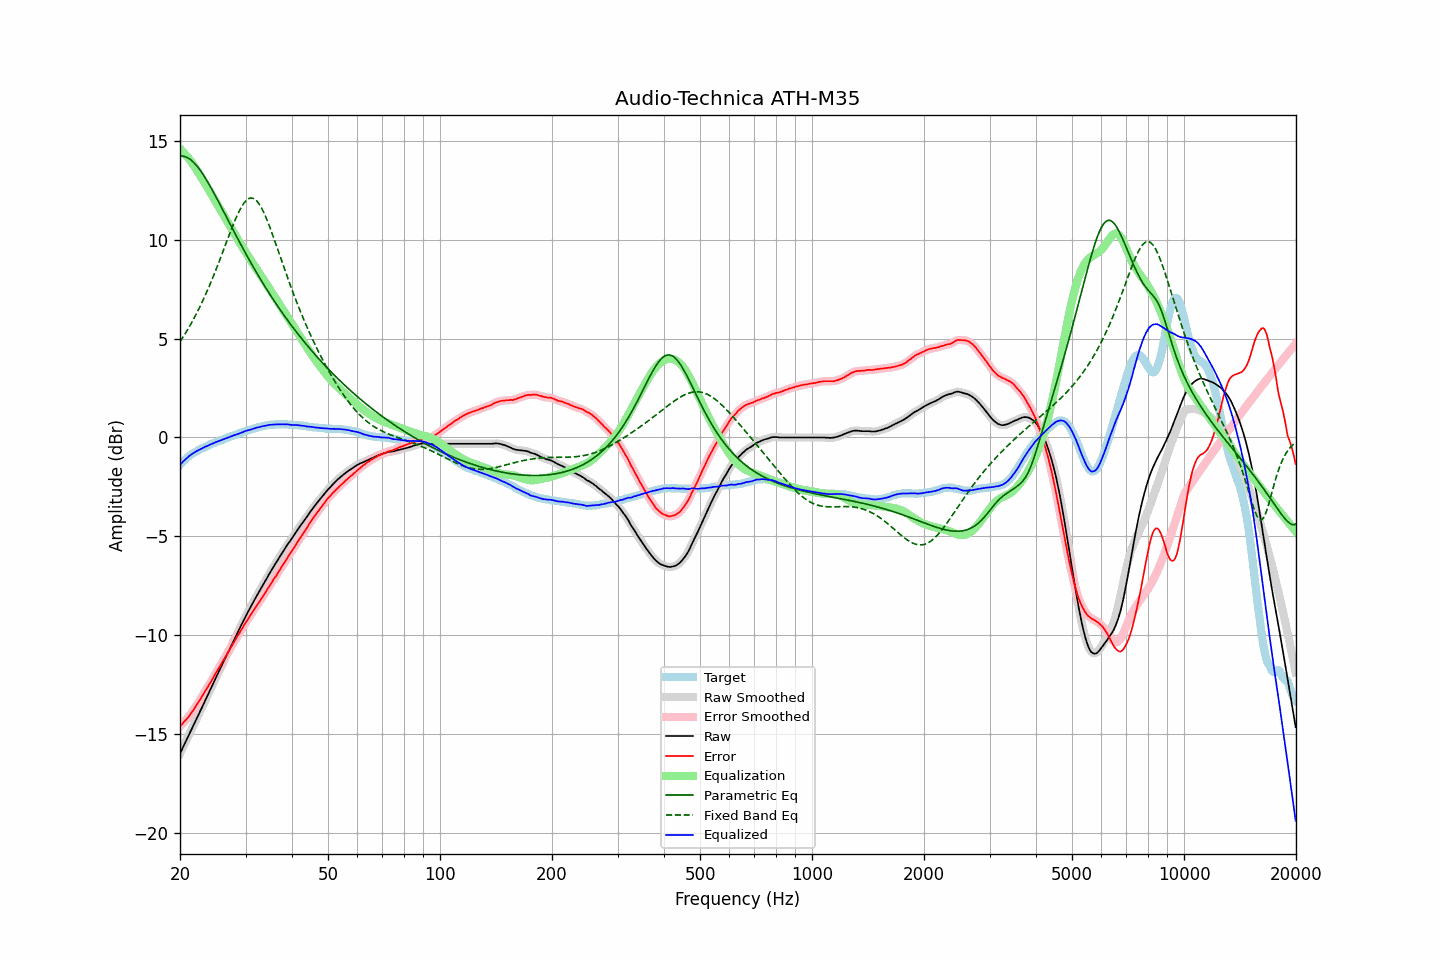 Audio-Technica ATH-M35
15
10
5
0
−5
−10
−15
−20
Amplitude (dBr)
Target
Raw Smoothed
Error Smoothed
Raw
Error
Equalization
Parametric Eq
Fixed Band Eq
Equalized
20 50 100 200 500 1000 2000 5000 10000 20000
Frequency (Hz)